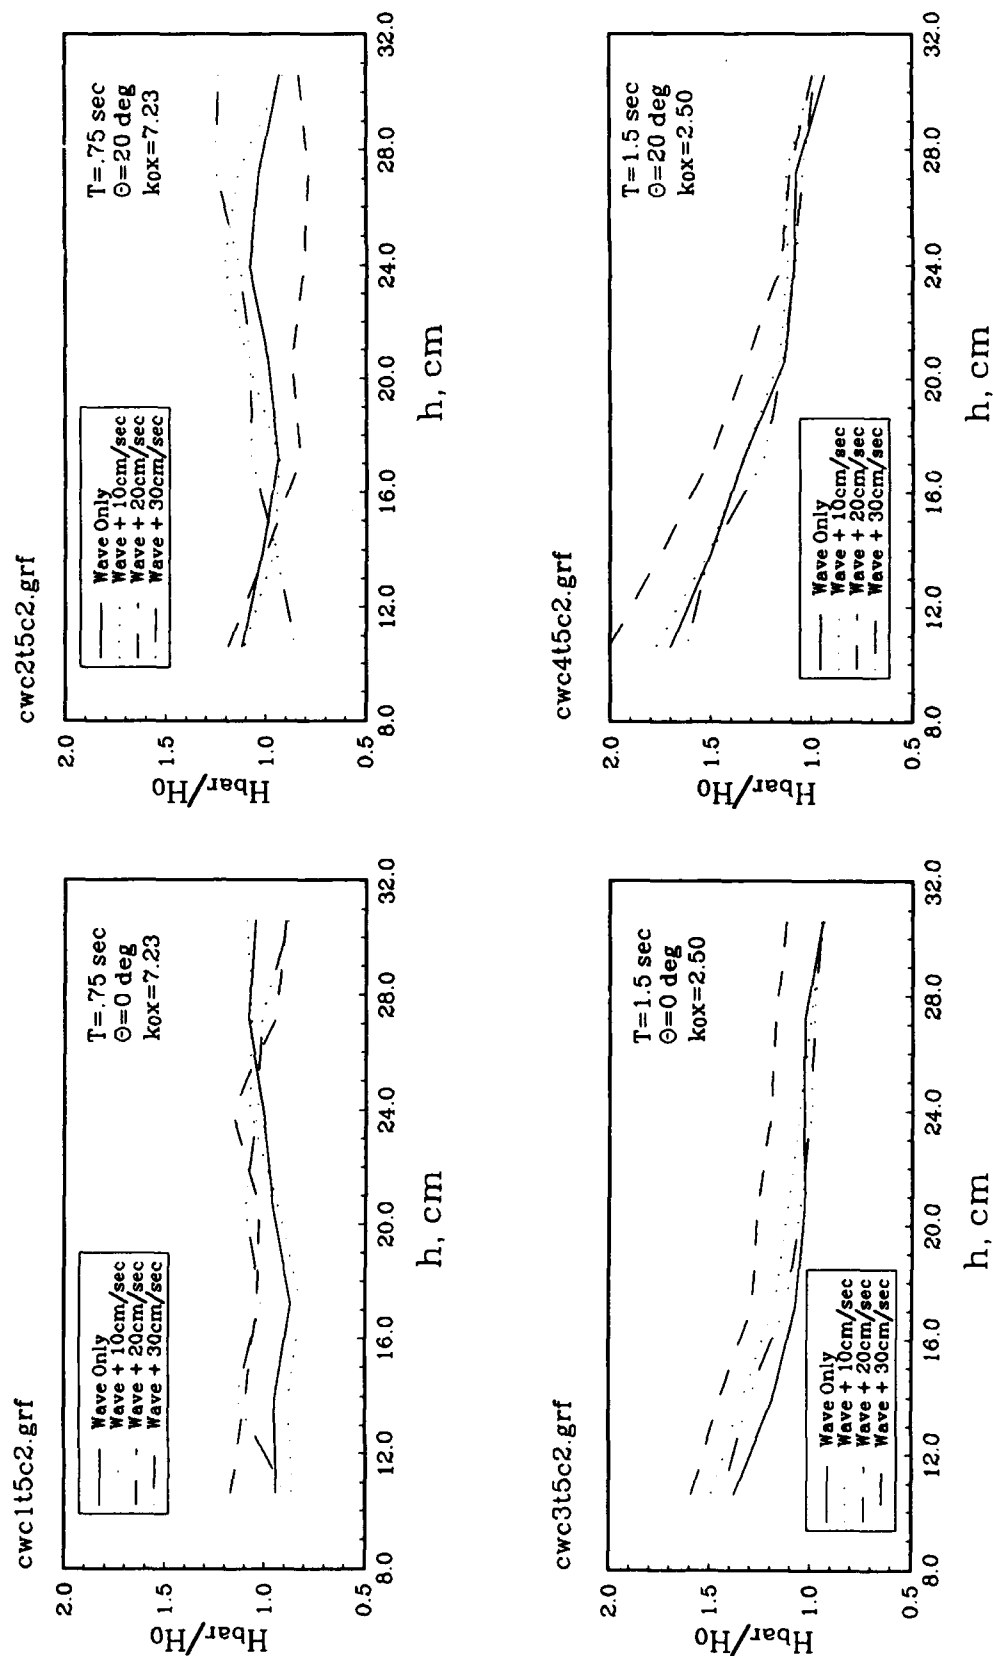 cwc1t5c2.grf
2.0
1.5
1.0
0.5
Hbar/H0
Wave Only
Wave + 10cm/sec
Wave + 20cm/sec
Wave + 30cm/sec
T=.75 sec
Θ=0 deg
k0x=7.23
8.0 12.0 16.0 20.0 24.0 28.0 32.0
h, cm
cwc2t5c2.grf
2.0
1.5
1.0
0.5
Hbar/H0
Wave Only
Wave + 10cm/sec
Wave + 20cm/sec
Wave + 30cm/sec
T=.75 sec
Θ=20 deg
k0x=7.23
8.0 12.0 16.0 20.0 24.0 28.0 32.0
h, cm
cwc3t5c2.grf
2.0
1.5
1.0
0.5
Hbar/H0
Wave Only
Wave + 10cm/sec
Wave + 20cm/sec
Wave + 30cm/sec
T=1.5 sec
Θ=0 deg
k0x=2.50
8.0 12.0 16.0 20.0 24.0 28.0 32.0
h, cm
cwc4t5c2.grf
2.0
1.5
1.0
0.5
Hbar/H0
Wave Only
Wave + 10cm/sec
Wave + 20cm/sec
Wave + 30cm/sec
T=1.5 sec
Θ=20 deg
k0x=2.50
8.0 12.0 16.0 20.0 24.0 28.0 32.0
h, cm